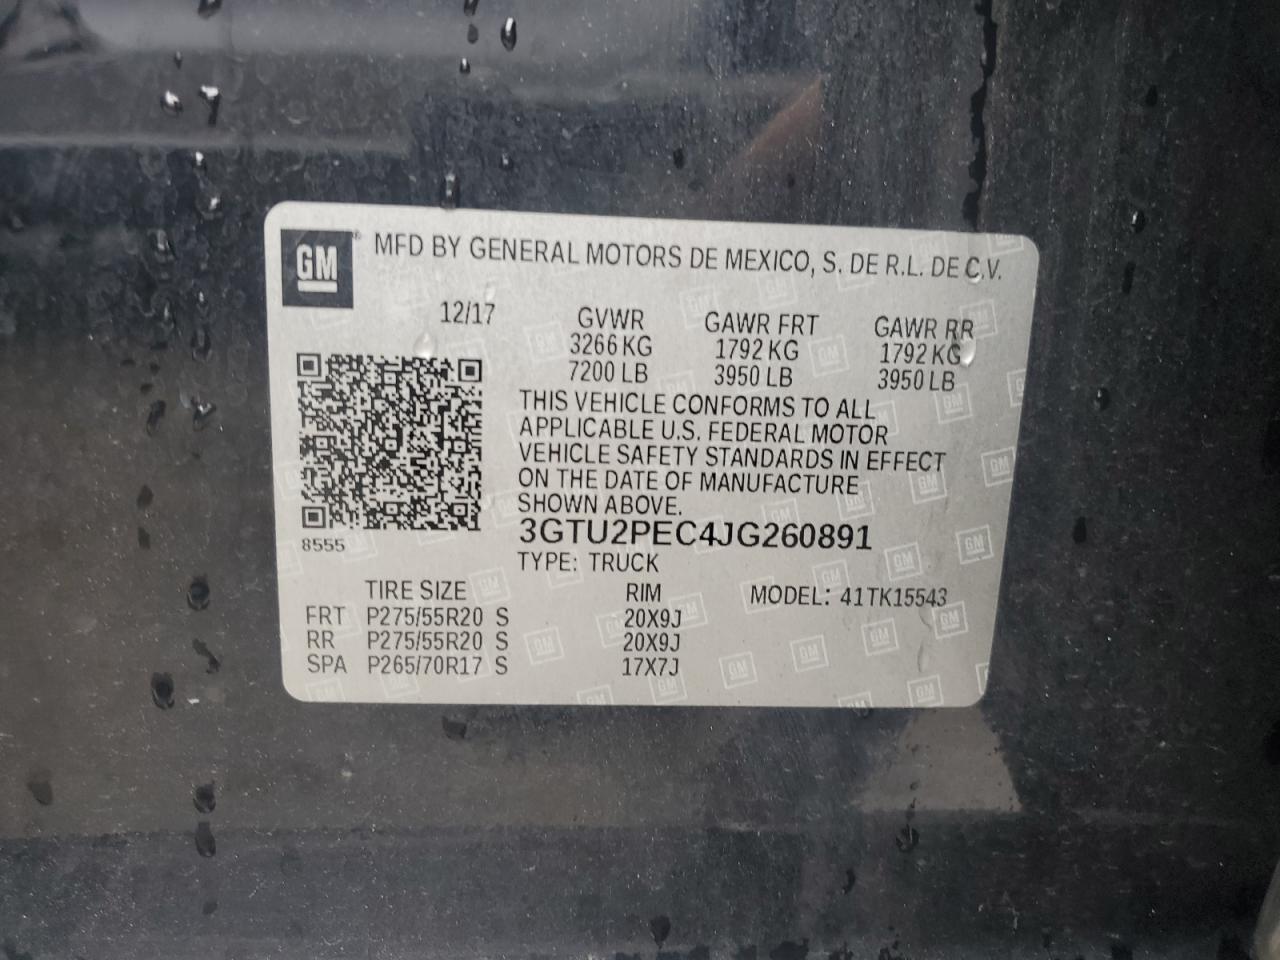 GM® MFD BY GENERAL MOTORS DE MEXICO, S. DE R.L. DE C.V.
12/17 GVWR GAWR FRT GAWR RR
3266 KG 1792 KG 1792 KG
7200 LB 3950 LB 3950 LB
THIS VEHICLE CONFORMS TO ALL
APPLICABLE U.S. FEDERAL MOTOR
VEHICLE SAFETY STANDARDS IN EFFECT
ON THE DATE OF MANUFACTURE
SHOWN ABOVE.
8555
3GTU2PEC4JG260891
TYPE: TRUCK
TIRE SIZE RIM MODEL: 41TK15543
FRT P275/55R20 S 20X9J
RR P275/55R20 S 20X9J
SPA P265/70R17 S 17X7J